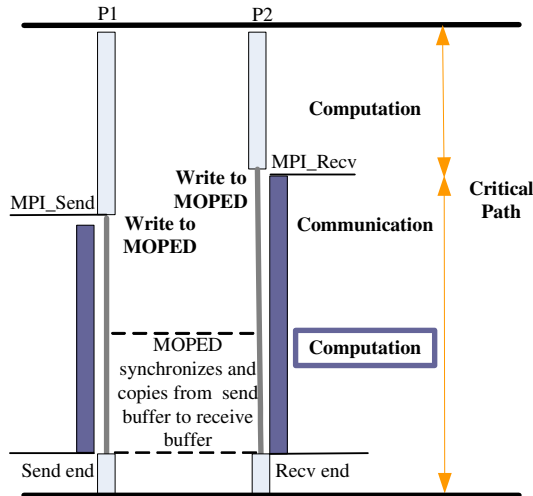 P1
P2
Computation
MPI_Recv
Write to
MOPED
Critical
Path
MPI_Send
Write to
MOPED
Communication
MOPED
synchronizes and
copies from send
buffer to receive
buffer
Computation
Send end
Recv end